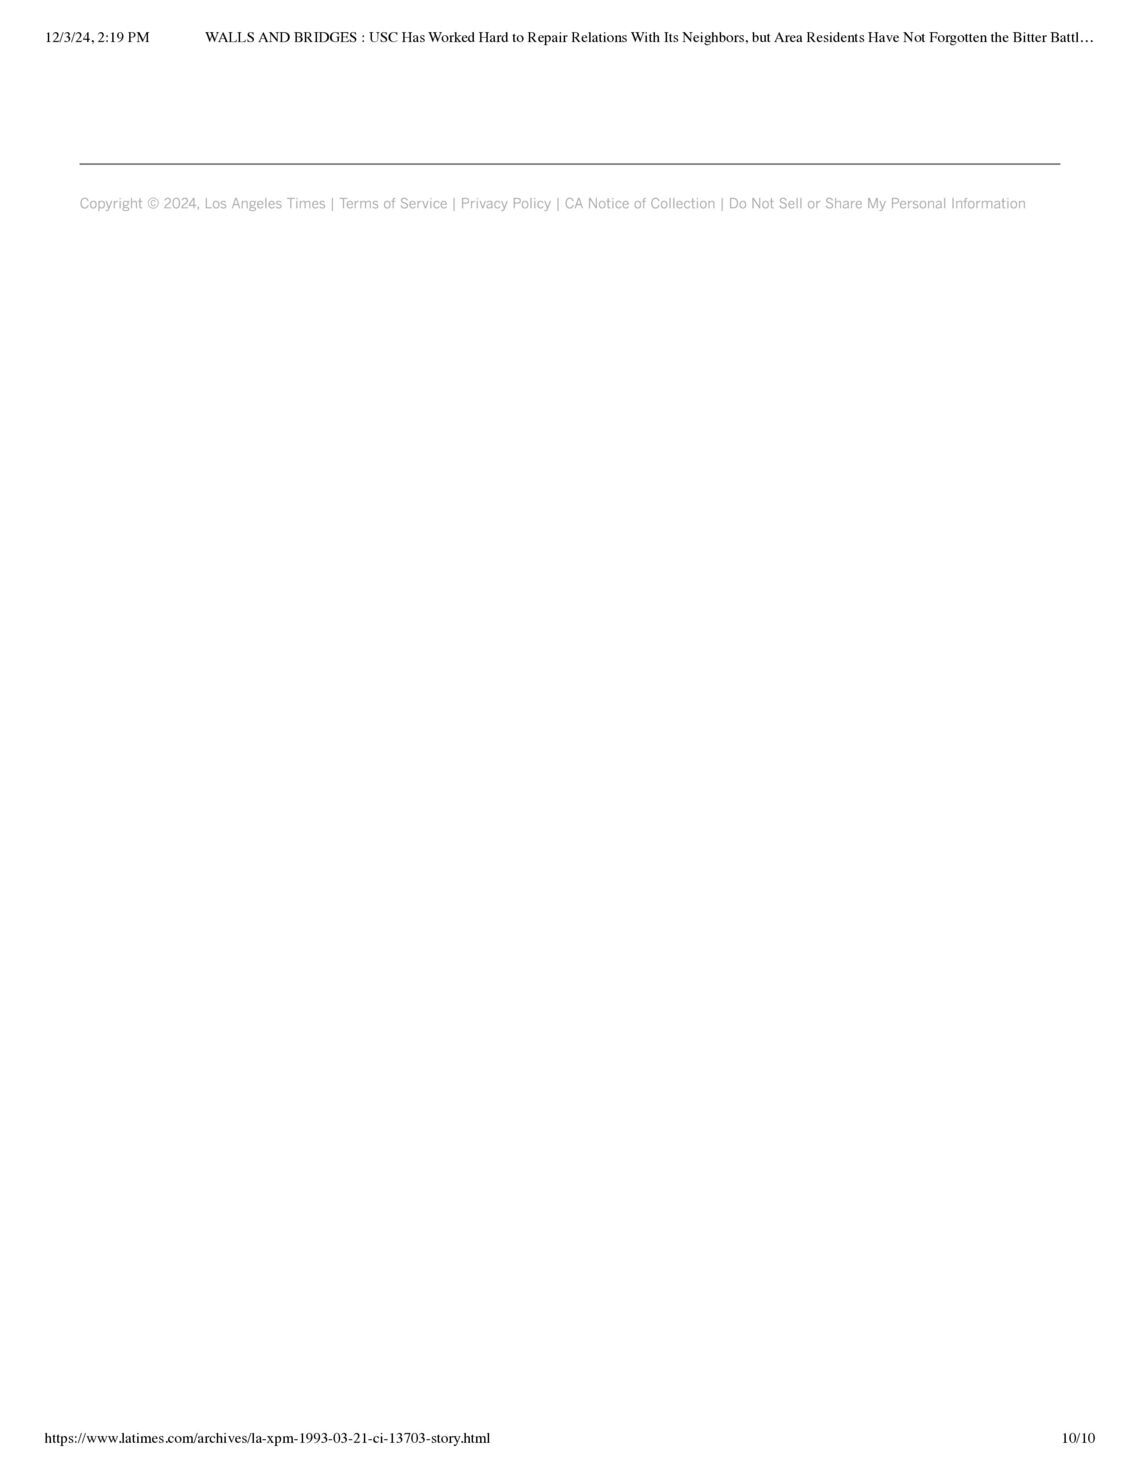 12/3/24, 2:19 PM WALLS AND BRIDGES : USC Has Worked Hard to Repair Relations With Its Neighbors, but Area Residents Have Not Forgotten the Bitter Battl…
Copyright © 2024, Los Angeles Times | Terms of Service | Privacy Policy | CA Notice of Collection | Do Not Sell or Share My Personal Information
https://www.latimes.com/archives/la-xpm-1993-03-21-ci-13703-story.html 10/10